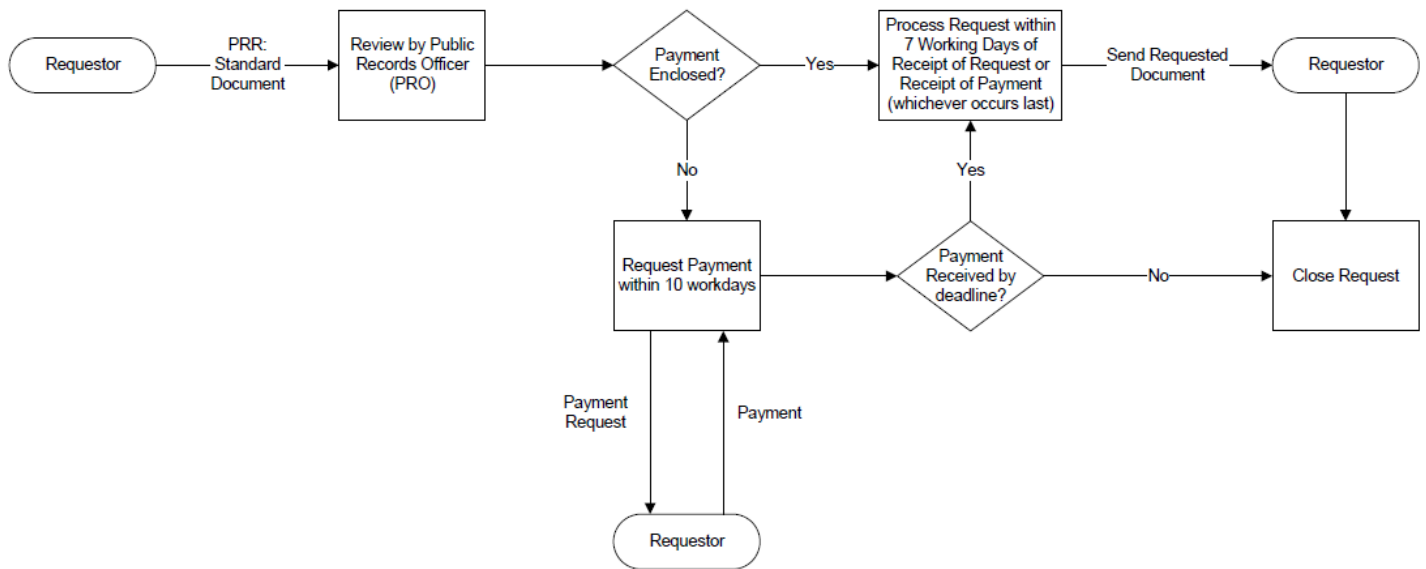 Requestor
PRR:
Standard
Document
Review by Public
Records Officer
(PRO)
Payment
Enclosed?
Yes
Process Request within
7 Working Days of
Receipt of Request or
Receipt of Payment
(whichever occurs last)
Send Requested
Document
Requestor
No
Yes
Request Payment
within 10 workdays
Payment
Received by
deadline?
No
Close Request
Payment
Request
Payment
Requestor